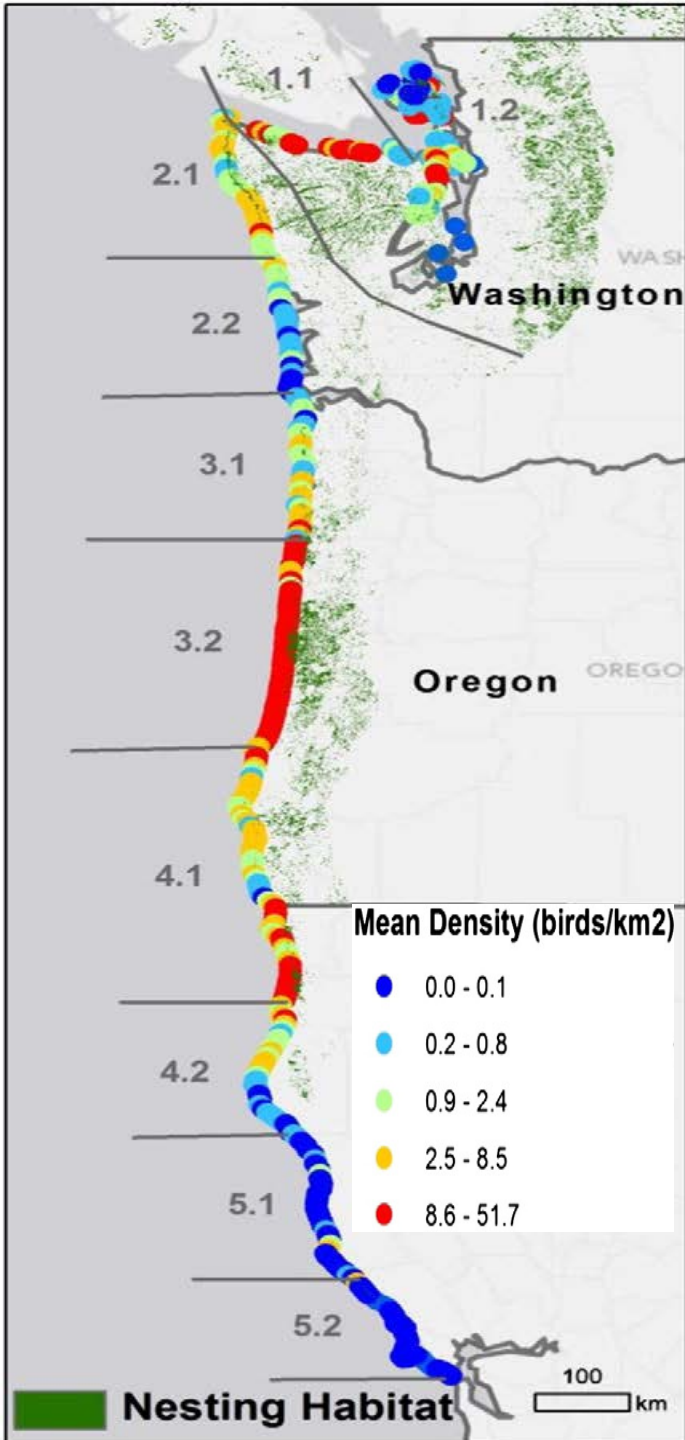 1.1
1.2
2.1
WASH
Washington
2.2
3.1
3.2
Oregon
OREGO
4.1
Mean Density (birds/km2)
0.0 - 0.1
0.2 - 0.8
0.9 - 2.4
2.5 - 8.5
8.6 - 51.7
4.2
5.1
5.2
100
km
Nesting Habitat